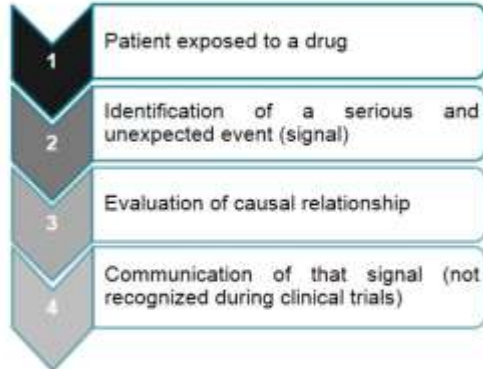 1
Patient exposed to a drug
2
Identification of a serious and
unexpected event (signal)
3
Evaluation of causal relationship
4
Communication of that signal (not
recognized during clinical trials)